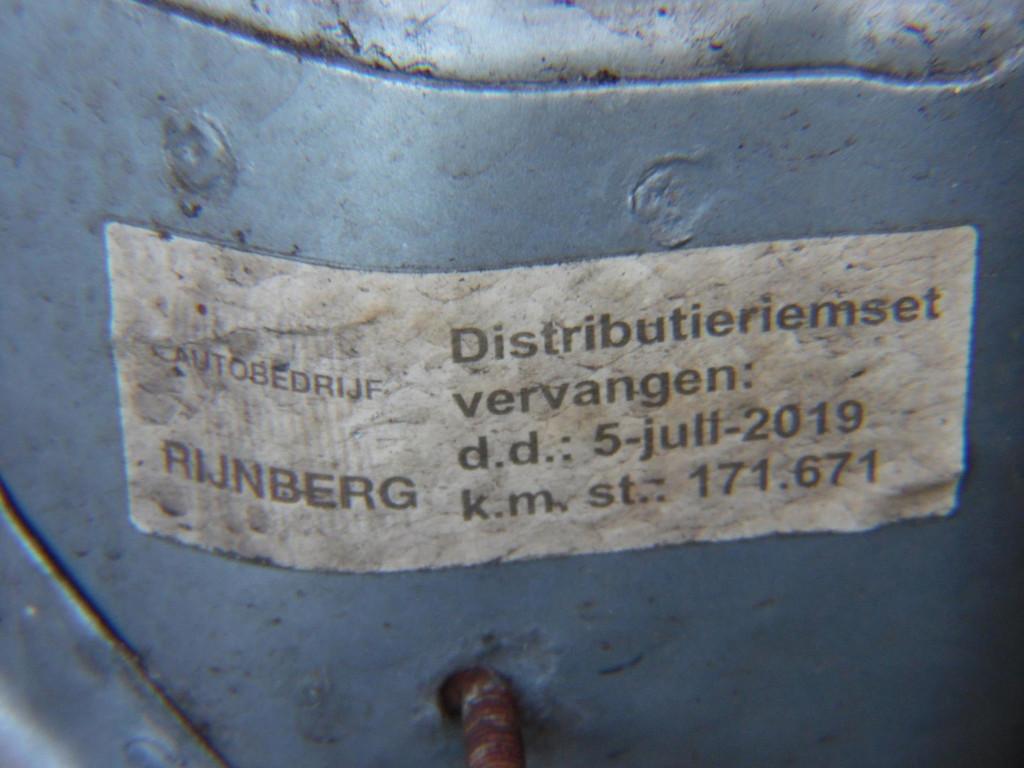 AUTOBEDRIJF
RIJNBERG
Distributieriemset
vervangen:
d.d.: 5-juli-2019
k.m. st.: 171.671